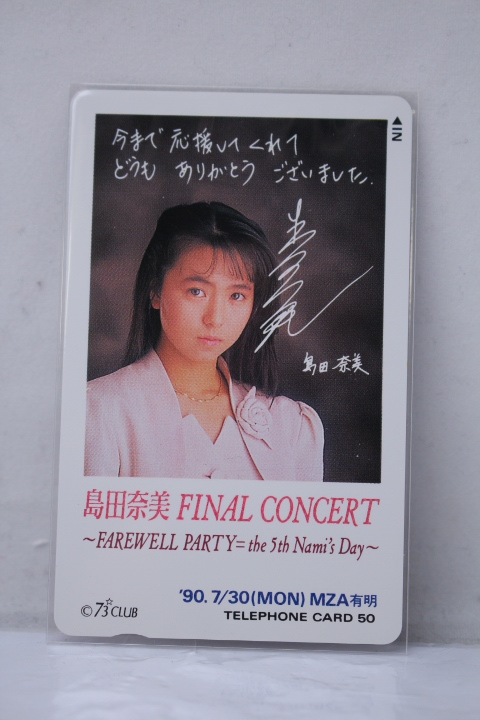 ◀IN
今まで 応援してくれて
どうも ありがとう ございました.
島田奈美
島田奈美 FINAL CONCERT
~FAREWELL PARTY=the 5th Nami's Day~
'90. 7/30(MON) MZA有明
©73☆CLUB
TELEPHONE CARD 50